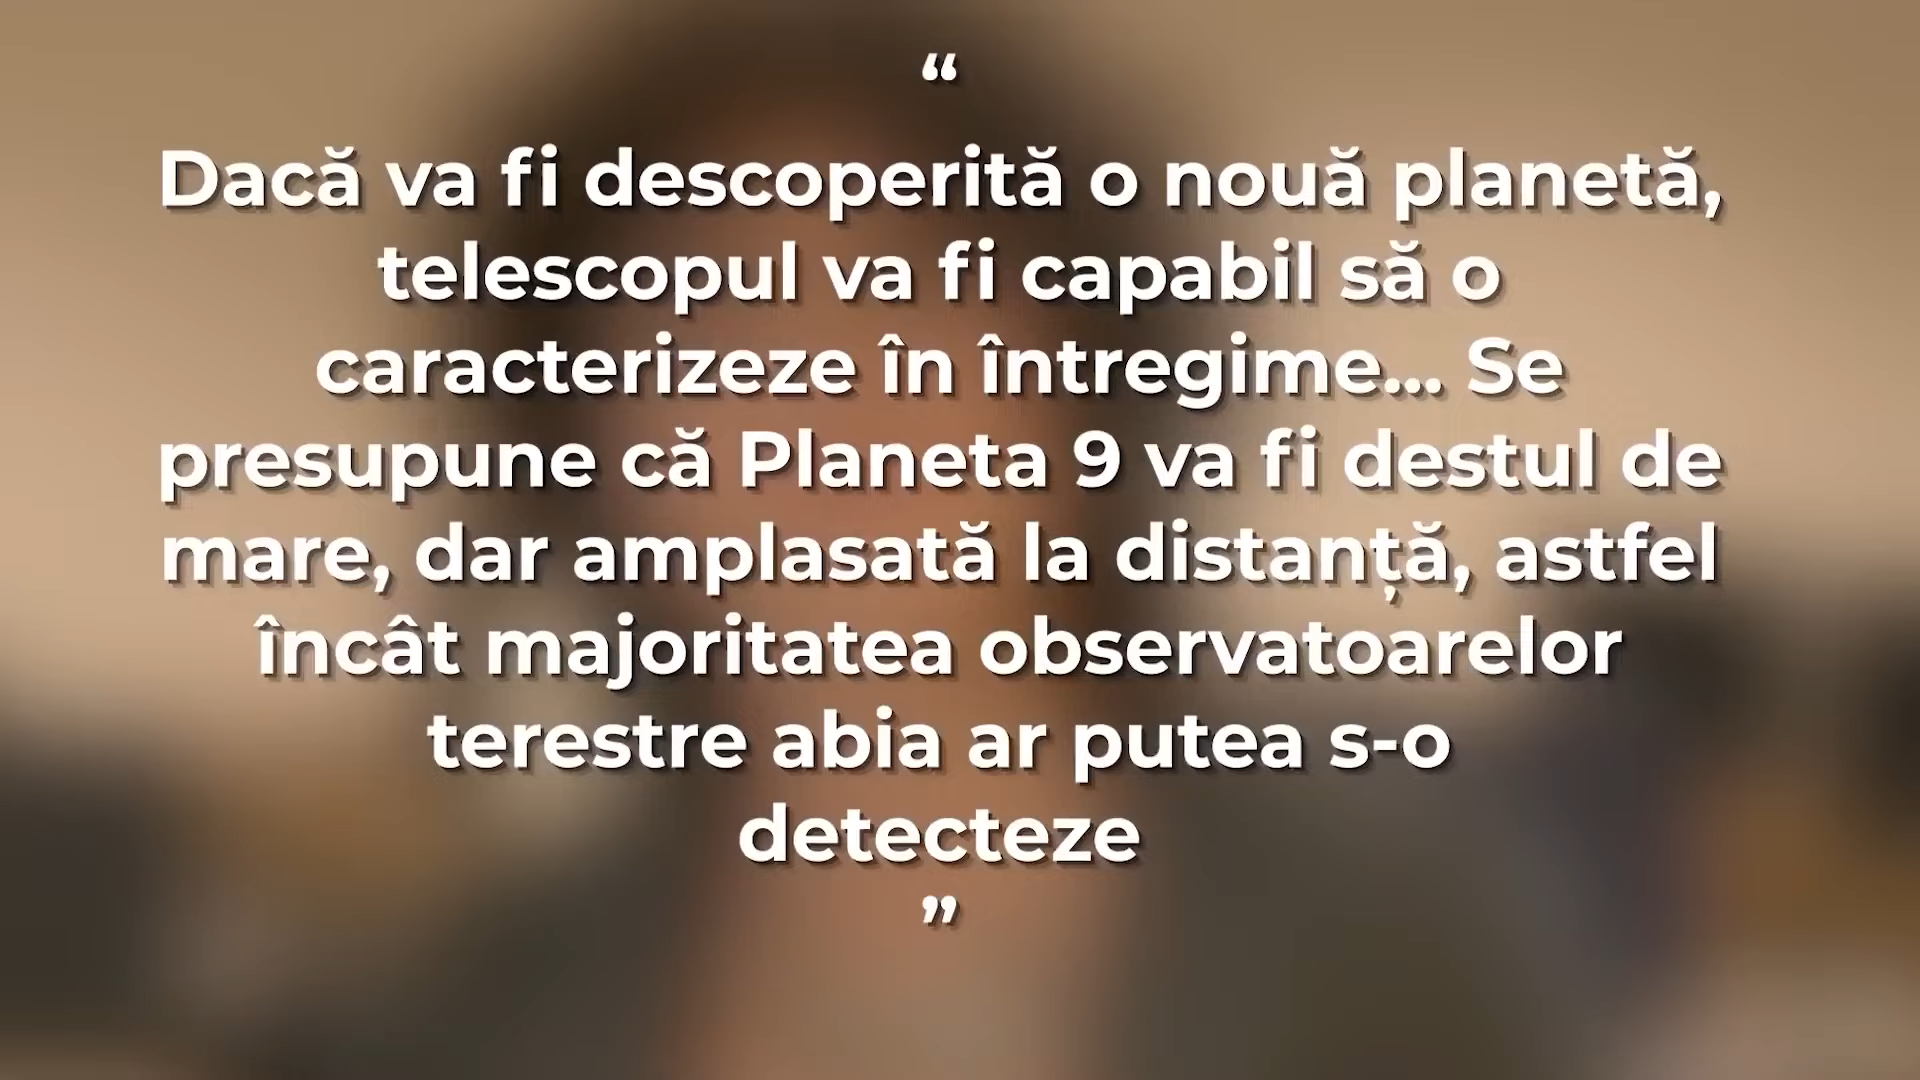 “
Dacă va fi descoperită o nouă planetă,
telescopul va fi capabil să o
caracterizeze în întregime... Se
presupune că Planeta 9 va fi destul de
mare, dar amplasată la distanță, astfel
încât majoritatea observatoarelor
terestre abia ar putea s-o
detecteze
”